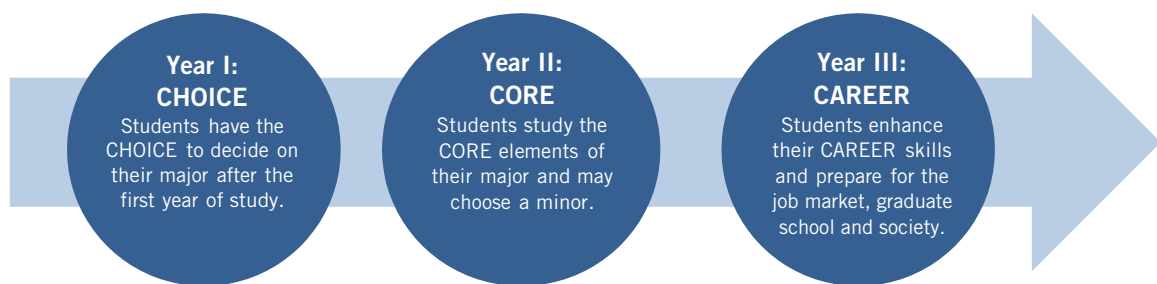 Year I:
CHOICE
Students have the
CHOICE to decide on
their major after the
first year of study.
Year II:
CORE
Students study the
CORE elements of
their major and may
choose a minor.
Year III:
CAREER
Students enhance
their CAREER skills
and prepare for the
job market, graduate
school and society.